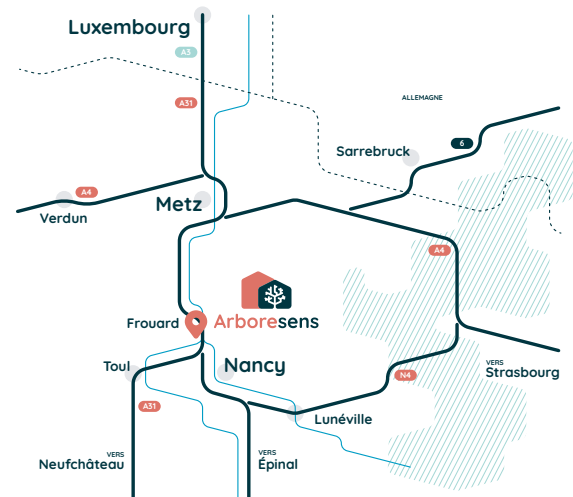 Luxembourg
A3
ALLEMAGNE
A31
6
Sarrebruck
A4
Metz
Verdun
A4
Frouard
Arboresens
Toul
Nancy
VERS
Strasbourg
N4
A31
Lunéville
VERS
Neufchâteau
VERS
Épinal